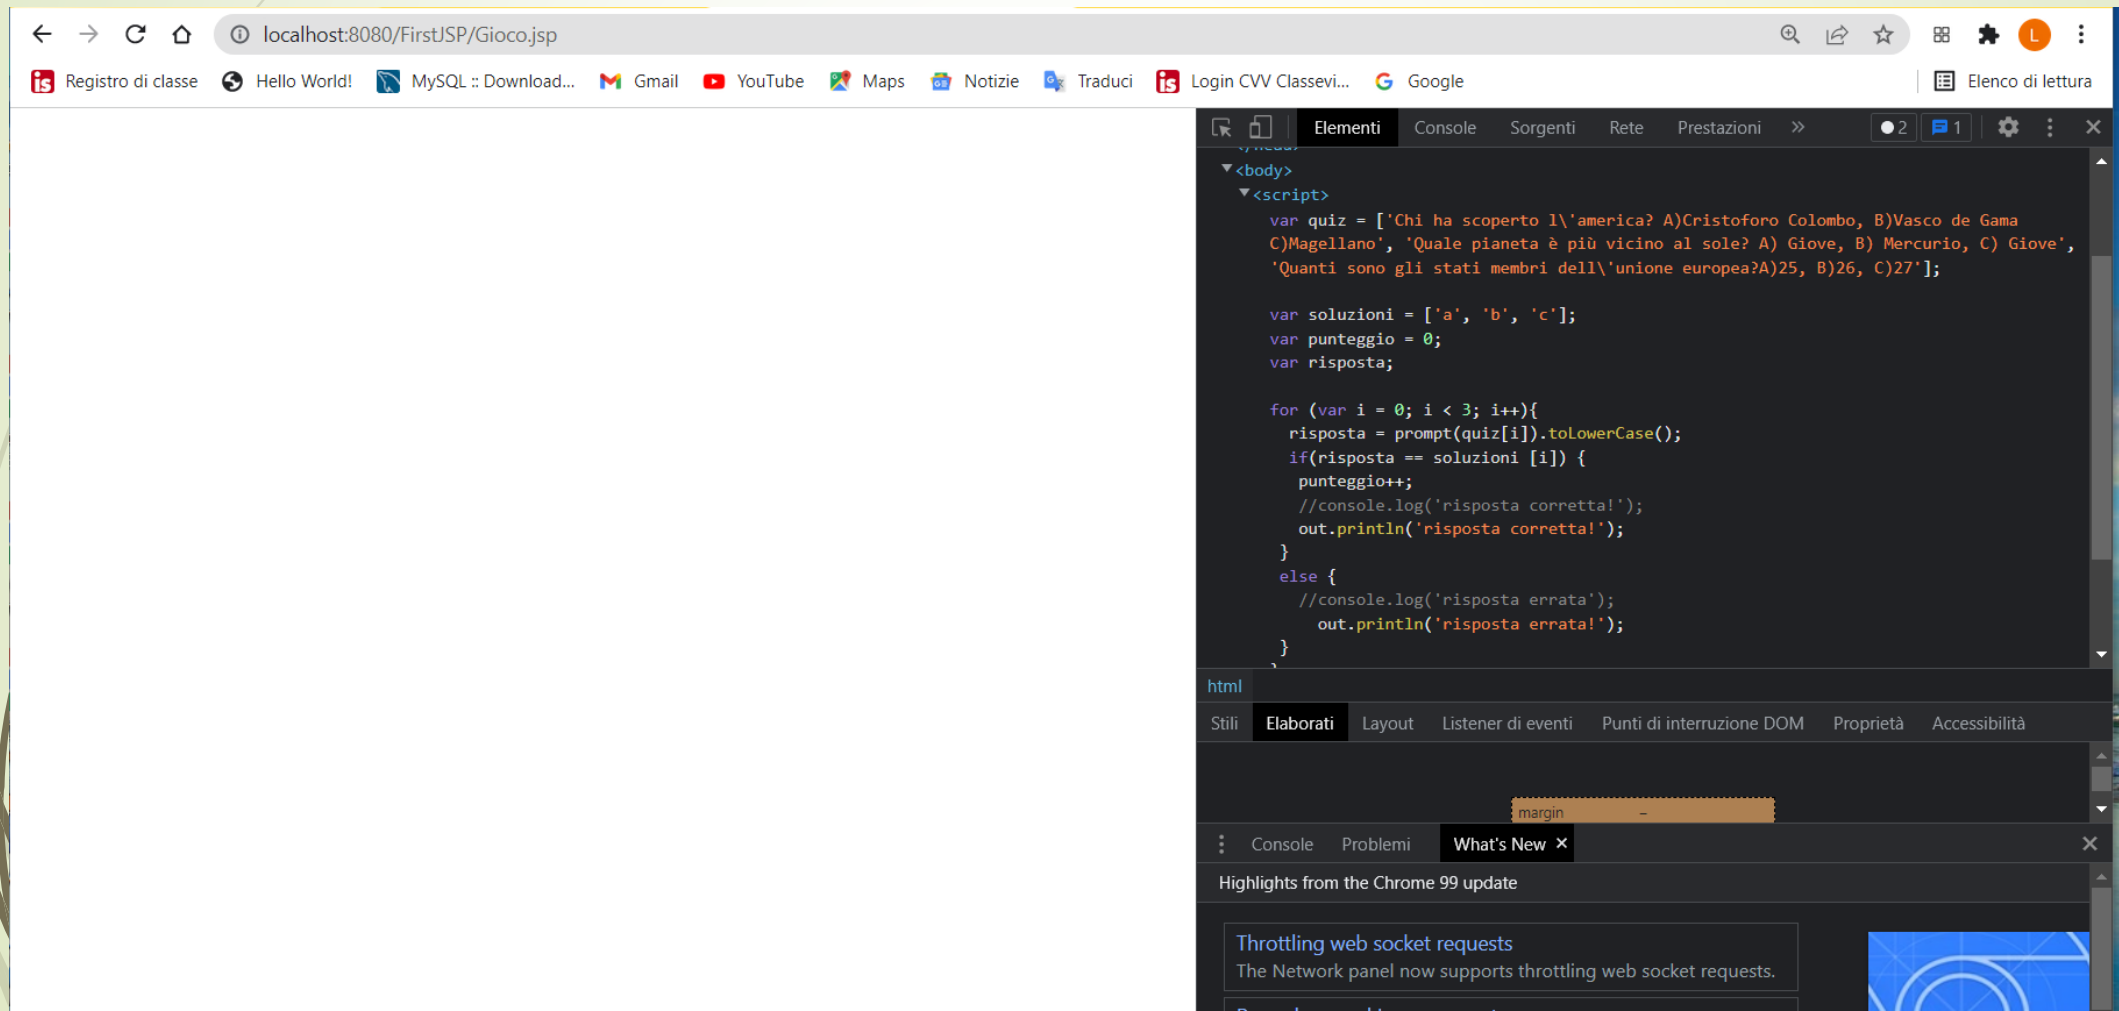 localhost:8080/FirstJSP/Gioco.jsp
L
is Registro di classe Hello World! MySQL :: Download... Gmail YouTube Maps Notizie Traduci is Login CVV Classevi... Google Elenco di lettura
Elementi Console Sorgenti Rete Prestazioni 2 1
</head>
<body>
<script>
var quiz = ['Chi ha scoperto l\'america? A)Cristoforo Colombo, B)Vasco de Gama
C)Magellano', 'Quale pianeta è più vicino al sole? A) Giove, B) Mercurio, C) Giove',
'Quanti sono gli stati membri dell\'unione europea?A)25, B)26, C)27'];
var soluzioni = ['a', 'b', 'c'];
var punteggio = 0;
var risposta;
for (var i = 0; i < 3; i++){
risposta = prompt(quiz[i]).toLowerCase();
if(risposta == soluzioni [i]) {
punteggio++;
//console.log('risposta corretta!');
out.println('risposta corretta!');
}
else {
//console.log('risposta errata');
out.println('risposta errata!');
}
html
Stili Elaborati Layout Listener di eventi Punti di interruzione DOM Proprietà Accessibilità
margin –
Console Problemi What's New ×
Highlights from the Chrome 99 update
Throttling web socket requests
The Network panel now supports throttling web socket requests.